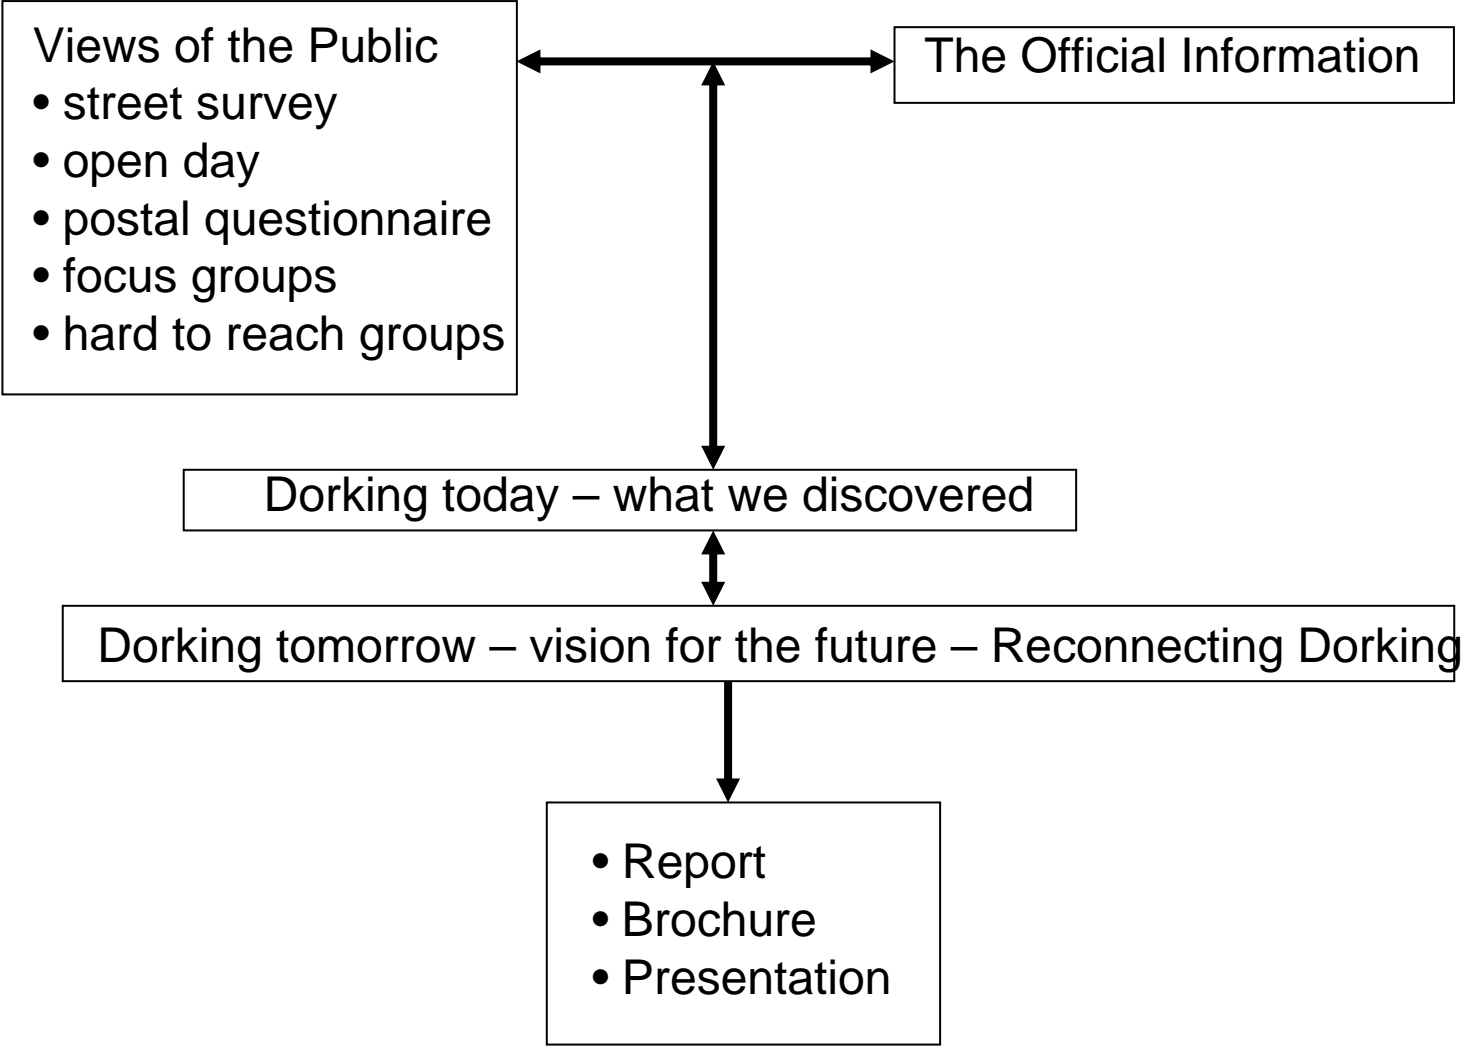 Views of the Public
• street survey
• open day
• postal questionnaire
• focus groups
• hard to reach groups
The Official Information
Dorking today – what we discovered
Dorking tomorrow – vision for the future – Reconnecting Dorking
• Report
• Brochure
• Presentation